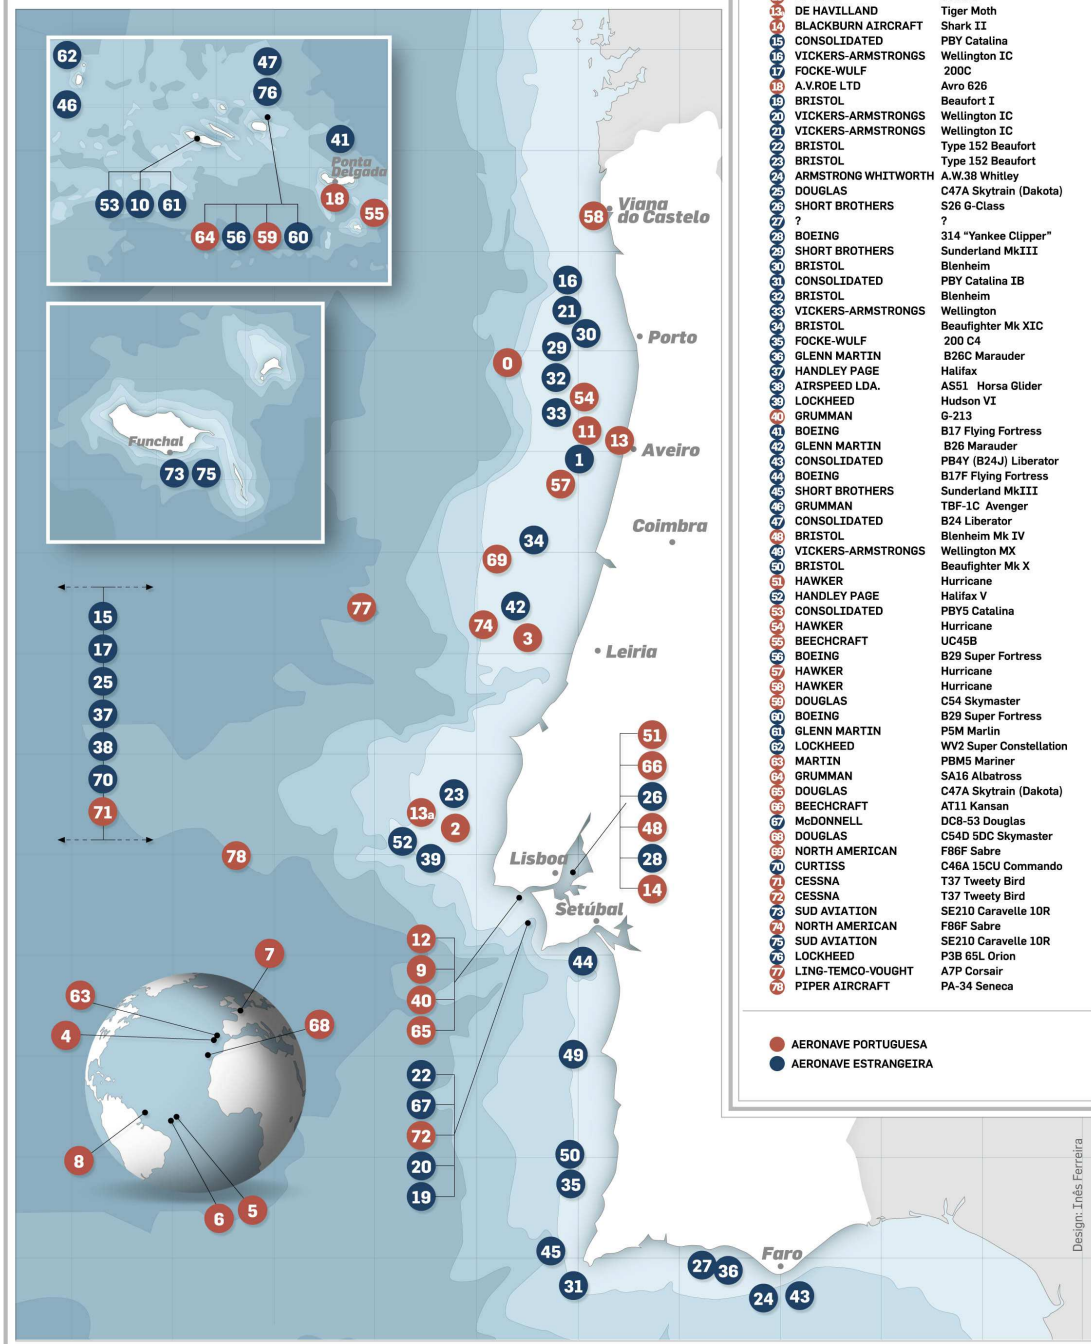 13a DE HAVILLAND Tiger Moth
14 BLACKBURN AIRCRAFT Shark II
15 CONSOLIDATED PBY Catalina
16 VICKERS-ARMSTRONGS Wellington IC
17 FOCKE-WULF 200C
18 A.V.ROE LTD Avro 626
19 BRISTOL Beaufort I
20 VICKERS-ARMSTRONGS Wellington IC
21 VICKERS-ARMSTRONGS Wellington IC
22 BRISTOL Type 152 Beaufort
23 BRISTOL Type 152 Beaufort
24 ARMSTRONG WHITWORTH A.W.38 Whitley
25 DOUGLAS C47A Skytrain (Dakota)
26 SHORT BROTHERS S26 G-Class
27 ? ?
28 BOEING 314 “Yankee Clipper”
29 SHORT BROTHERS Sunderland MkIII
30 BRISTOL Blenheim
31 CONSOLIDATED PBY Catalina IB
32 BRISTOL Blenheim
33 VICKERS-ARMSTRONGS Wellington
34 BRISTOL Beaufighter Mk XIC
35 FOCKE-WULF 200 C4
36 GLENN MARTIN B26C Marauder
37 HANDLEY PAGE Halifax
38 AIRSPEED LDA. AS51 Horsa Glider
39 LOCKHEED Hudson VI
40 GRUMMAN G-213
41 BOEING B17 Flying Fortress
42 GLENN MARTIN B26 Marauder
43 CONSOLIDATED PB4Y (B24J) Liberator
44 BOEING B17F Flying Fortress
45 SHORT BROTHERS Sunderland MkIII
46 GRUMMAN TBF-1C Avenger
47 CONSOLIDATED B24 Liberator
48 BRISTOL Blenheim Mk IV
49 VICKERS-ARMSTRONGS Wellington MX
50 BRISTOL Beaufighter Mk X
51 HAWKER Hurricane
52 HANDLEY PAGE Halifax V
53 CONSOLIDATED PBY5 Catalina
54 HAWKER Hurricane
55 BEECHCRAFT UC45B
56 BOEING B29 Super Fortress
57 HAWKER Hurricane
58 HAWKER Hurricane
59 DOUGLAS C54 Skymaster
60 BOEING B29 Super Fortress
61 GLENN MARTIN P5M Marlin
62 LOCKHEED WV2 Super Constellation
63 MARTIN PBM5 Mariner
64 GRUMMAN SA16 Albatross
65 DOUGLAS C47A Skytrain (Dakota)
66 BEECHCRAFT AT11 Kansan
67 McDONNELL DC8-53 Douglas
68 DOUGLAS C54D 5DC Skymaster
69 NORTH AMERICAN F86F Sabre
70 CURTISS C46A 15CU Commando
71 CESSNA T37 Tweety Bird
72 CESSNA T37 Tweety Bird
73 SUD AVIATION SE210 Caravelle 10R
74 NORTH AMERICAN F86F Sabre
75 SUD AVIATION SE210 Caravelle 10R
76 LOCKHEED P3B 65L Orion
77 LING-TEMCO-VOUGHT A7P Corsair
78 PIPER AIRCRAFT PA-34 Seneca
AERONAVE PORTUGUESA
AERONAVE ESTRANGEIRA
62
47
76
46
41
Ponta
Delgada
18
55
53 10 61
64 56 59 60
58
Viana
do Castelo
16
21
30
29
Porto
0
32
54
33
11
13
Aveiro
1
57
Funchal
73 75
Coimbra
34
69
77
42
74
3
Leiria
15
17
25
37
38
70
71
51
66
26
48
28
14
23
13a
2
52
39
78
Lisboa
Setúbal
12
9
40
65
44
7
63
4
68
8
6
5
22
67
72
20
19
49
50
35
45
31
27
36
Faro
24
43
Design: Inês Ferreira